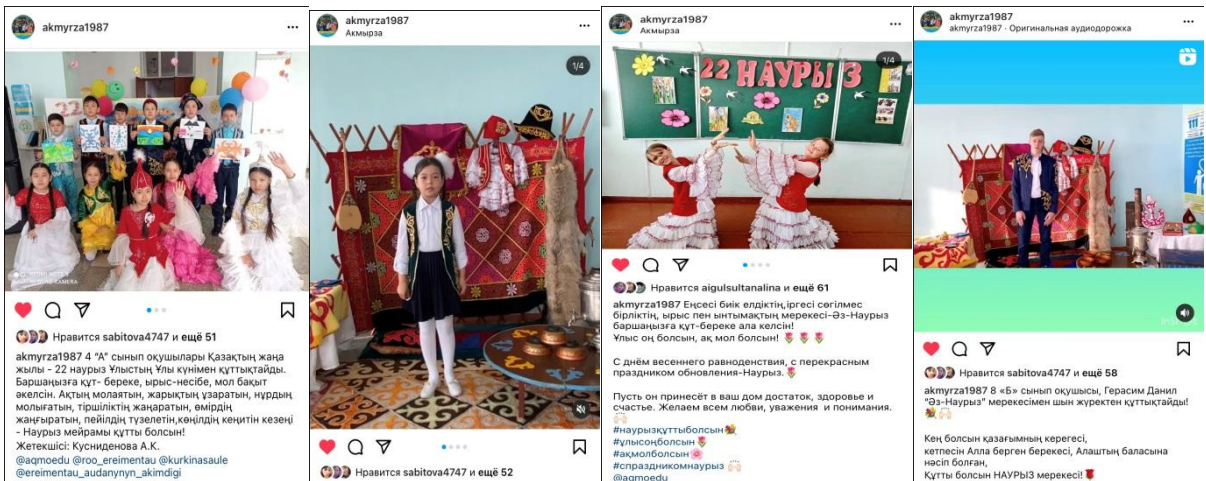 akmyrza1987
22
Нравится sabitova4747 и ещё 51
akmyrza1987 4 “А” сынып оқушылары Қазақтың жаңа
жылы - 22 наурыз Ұлыстың Ұлы күнімен құттықтайды.
Баршаңызға құт- береке, ырыс-несібе, мол бақыт
әкелсін. Ақтың молаятын, жарықтың ұзаратын, нұрдың
молығатын, тіршіліктің жаңаратын, өмірдің
жаңғыратын, пейілдің түзелетін,көңілдің кеңитін кезеңі
- Наурыз мейрамы құтты болсын!
Жетекшісі: Кусниденова А.К.
@aqmoedu @roo_ereimentau @kurkinasaule
@ereimentau_audanynyn_akimdigi
akmyrza1987
Акмырза
1/4
Нравится sabitova4747 и ещё 52
akmyrza1987
Акмырза
1/4
22 НАУРЫЗ
Нравится aigulsultanalina и ещё 61
akmyrza1987 Еңсесі биік елдіктің,іргесі сөгілмес
бірліктің, ырыс пен ынтымақтың мерекесі-Әз-Наурыз
баршаңызға құт-береке ала келсін!
Ұлыс оң болсын, ақ мол болсын!
С днём весеннего равноденствия, с перекрасным
праздником обновления-Наурыз.
Пусть он принесёт в ваш дом достаток, здоровье и
счастье. Желаем всем любви, уважения и понимания.
#наурызқуттыболсын
#ұлысоңболсын
#ақмолболсын
#спраздникомнаурыз
@aqmoedu
akmyrza1987
akmyrza1987 · Оригинальная аудиодорожка
111
Нравится sabitova4747 и ещё 58
akmyrza1987 8 «Б» сынып оқушысы, Герасим Данил
“Әз-Наурыз” мерекесімен шын жүректен құттықтайды!
Кең болсын қазағымның керегесі,
кетпесін Алла берген берекесі, Алаштың баласына
нәсіп болған,
Құтты болсын НАУРЫЗ мерекесі!